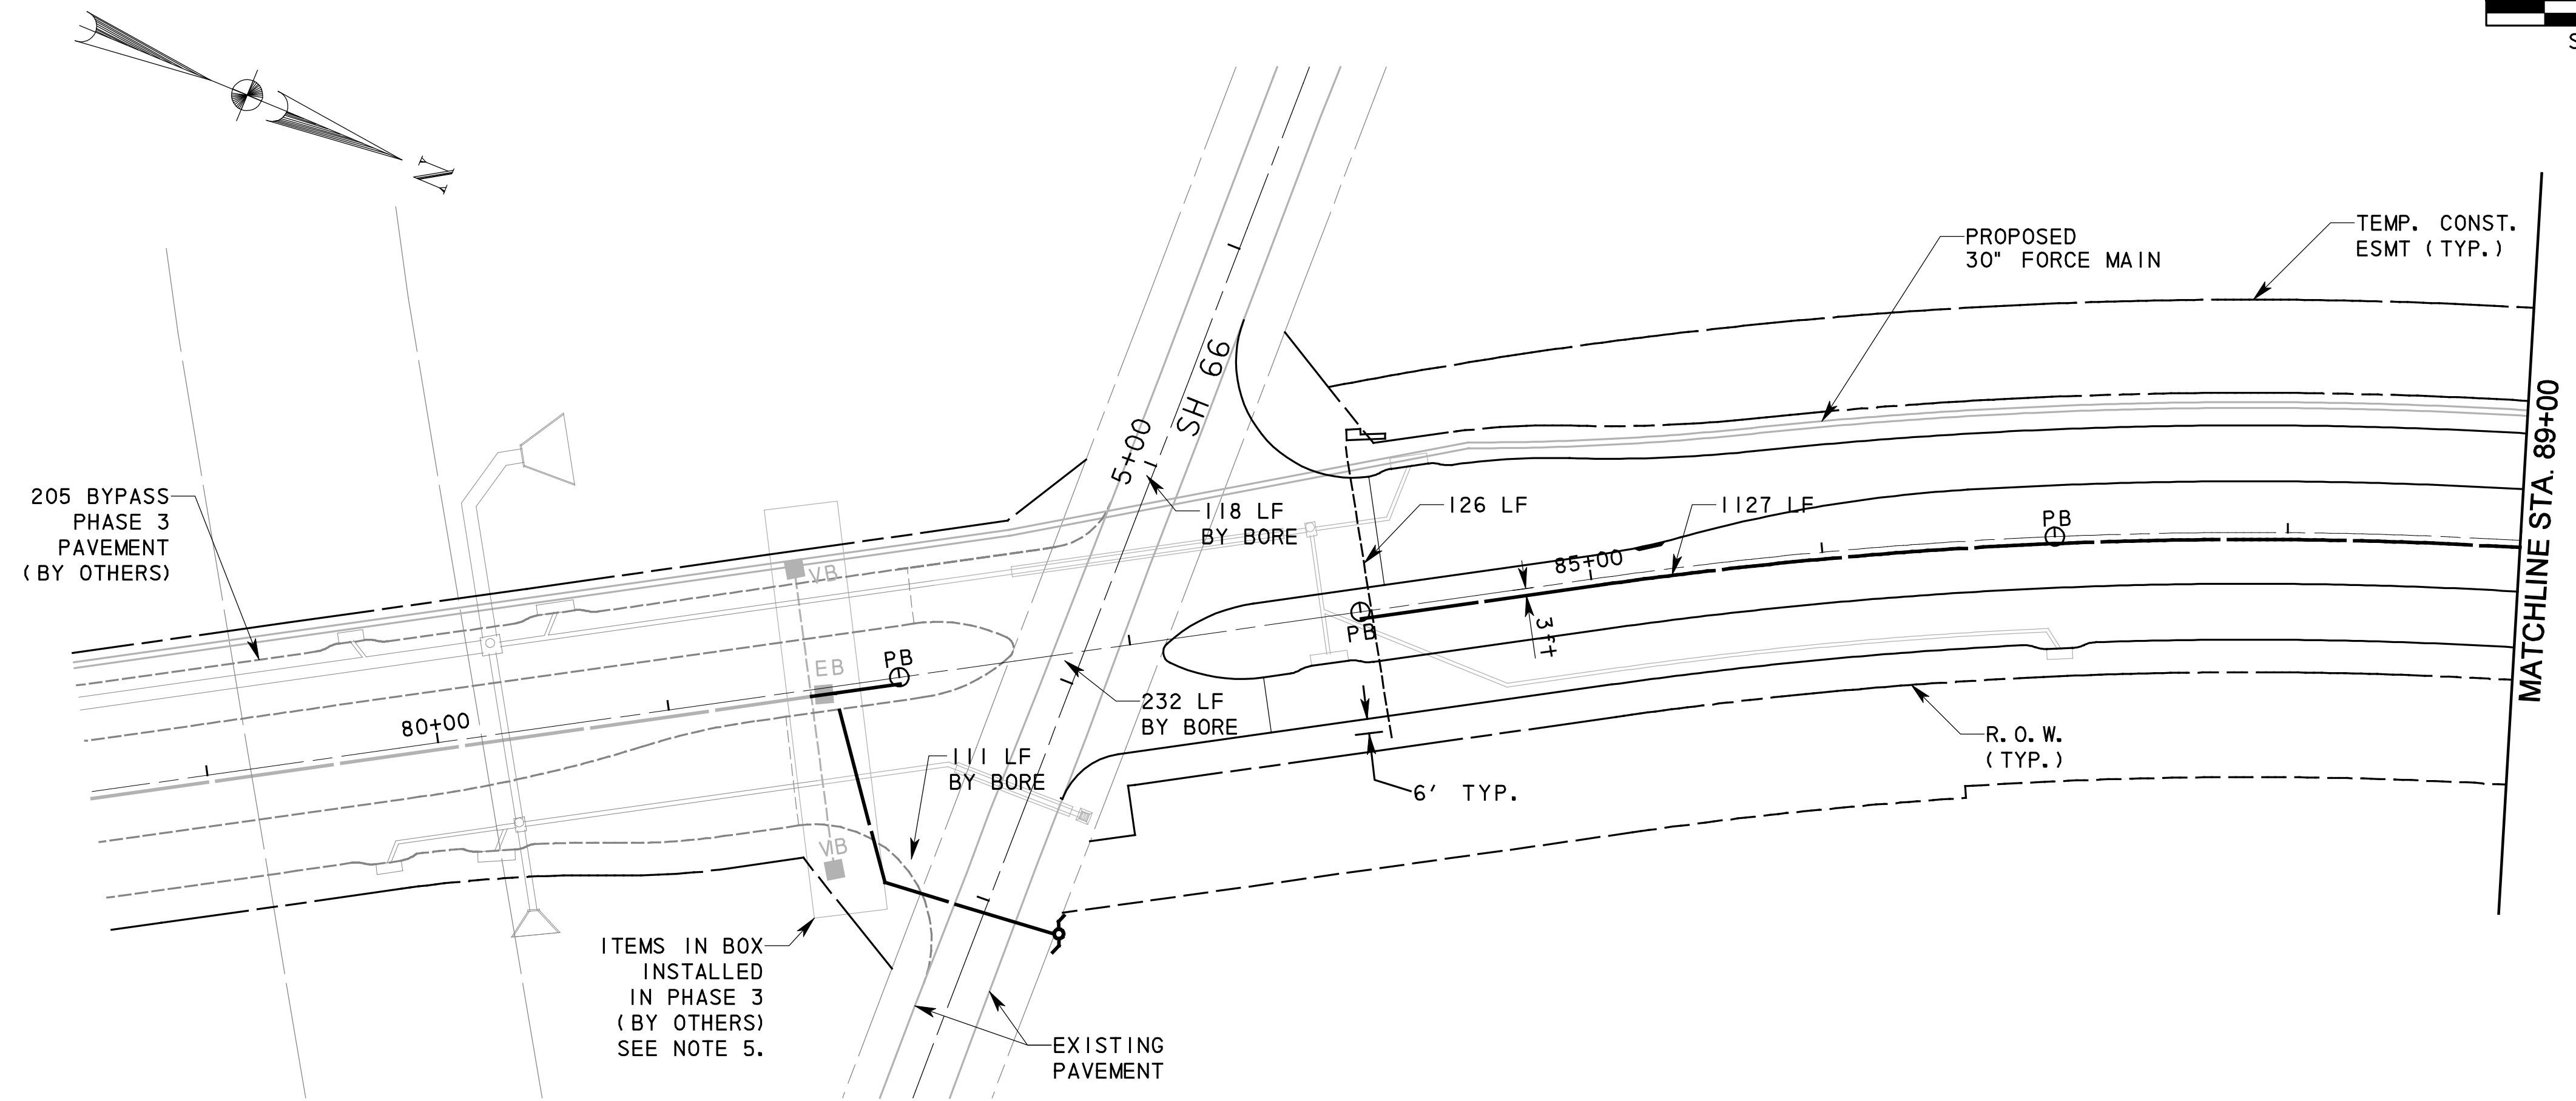 S
N
TEMP. CONST.
ESMT (TYP.)
PROPOSED
30" FORCE MAIN
SH 66
5+00
MATCHLINE STA. 89+00
205 BYPASS
PHASE 3
PAVEMENT
(BY OTHERS)
118 LF
BY BORE
126 LF
1127 LF
PB
85+00
VB
PB
3 ft
EB
PB
80+00
232 LF
BY BORE
R.O.W.
(TYP.)
111 LF
BY BORE
6' TYP.
VB
ITEMS IN BOX
INSTALLED
IN PHASE 3
(BY OTHERS)
SEE NOTE 5.
EXISTING
PAVEMENT